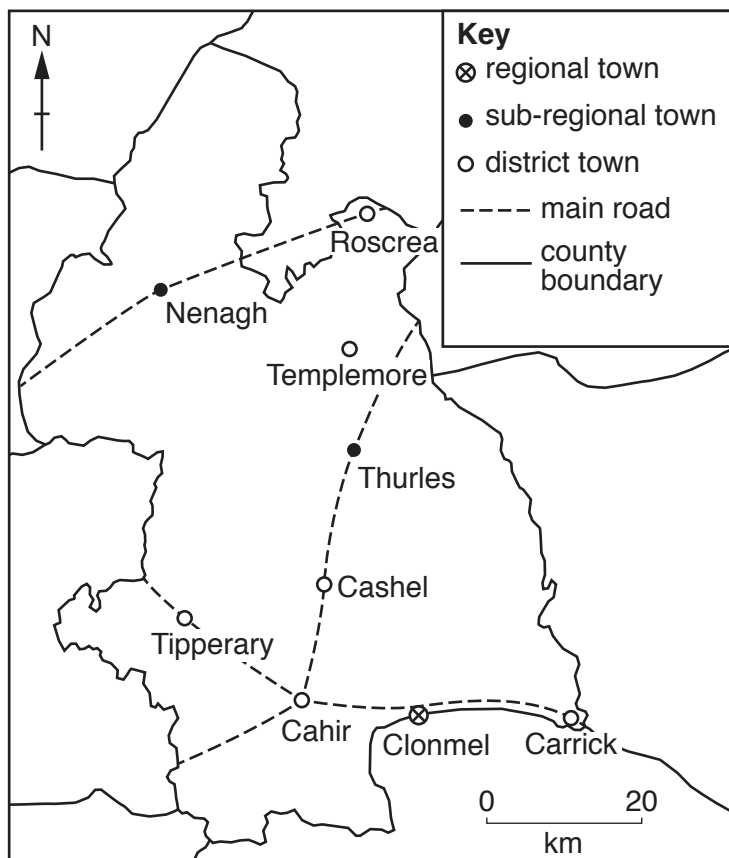 N
Key
regional town
sub-regional town
district town
main road
county
boundary
Roscrea
Nenagh
Templemore
Thurles
Cashel
Tipperary
Cahir
Clonmel
Carrick
0 20
km